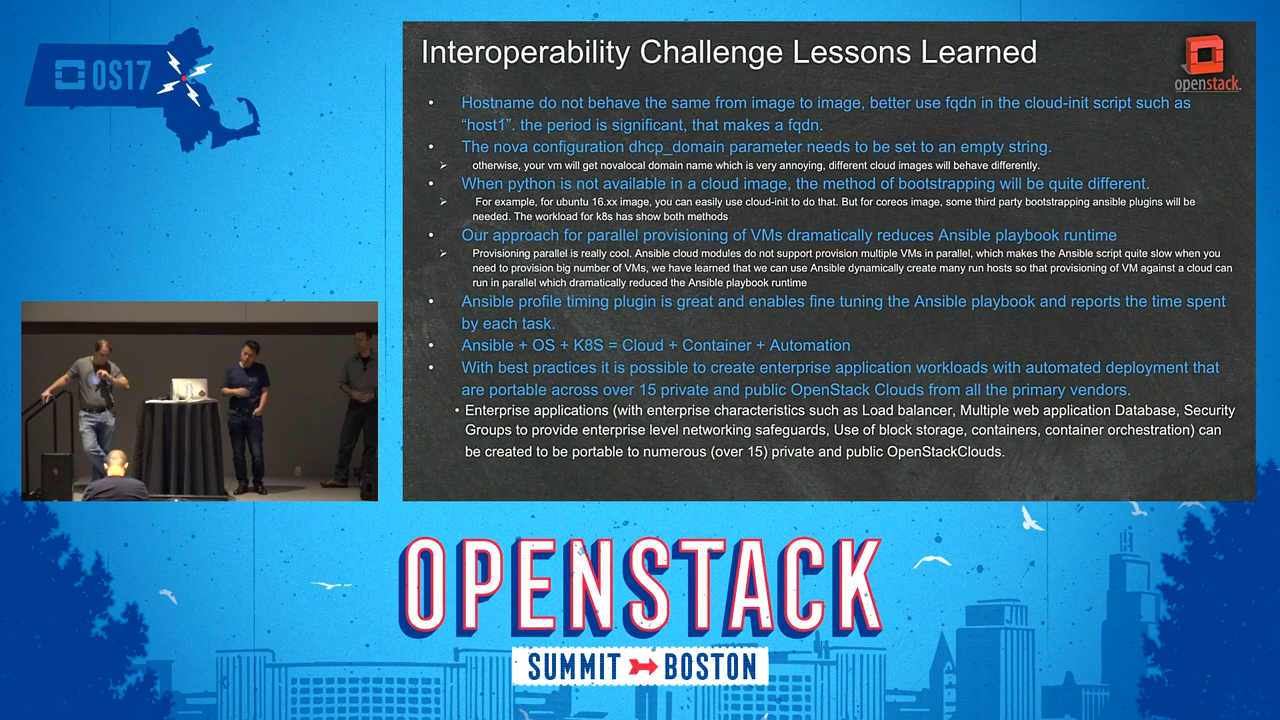 OS17
Interoperability Challenge Lessons Learned
openstack.
• Hostname do not behave the same from image to image, better use fqdn in the cloud-init script such as
“host1”. the period is significant, that makes a fqdn.
• The nova configuration dhcp_domain parameter needs to be set to an empty string.
➢ otherwise, your vm will get novalocal domain name which is very annoying, different cloud images will behave differently.
• When python is not available in a cloud image, the method of bootstrapping will be quite different.
➢ For example, for ubuntu 16.xx image, you can easily use cloud-init to do that. But for coreos image, some third party bootstrapping ansible plugins will be
needed. The workload for k8s has show both methods
• Our approach for parallel provisioning of VMs dramatically reduces Ansible playbook runtime
➢ Provisioning parallel is really cool. Ansible cloud modules do not support provision multiple VMs in parallel, which makes the Ansible script quite slow when you
need to provision big number of VMs, we have learned that we can use Ansible dynamically create many run hosts so that provisioning of VM against a cloud can
run in parallel which dramatically reduced the Ansible playbook runtime
• Ansible profile timing plugin is great and enables fine tuning the Ansible playbook and reports the time spent
by each task.
• Ansible + OS + K8S = Cloud + Container + Automation
• With best practices it is possible to create enterprise application workloads with automated deployment that
are portable across over 15 private and public OpenStack Clouds from all the primary vendors.
• Enterprise applications (with enterprise characteristics such as Load balancer, Multiple web application Database, Security
Groups to provide enterprise level networking safeguards, Use of block storage, containers, container orchestration) can
be created to be portable to numerous (over 15) private and public OpenStackClouds.
OPENSTACK
SUMMIT BOSTON